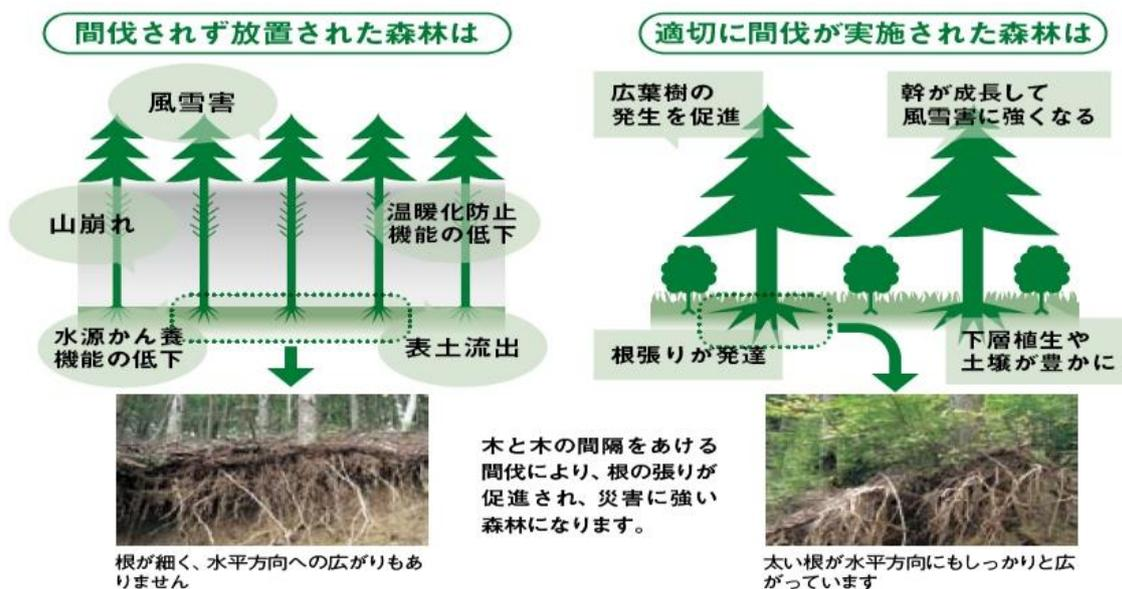 間伐されず放置された森林は
風雪害
山崩れ
温暖化防止
機能の低下
水源かん養
機能の低下
表土流出
根が細く、水平方向への広がりもあ
りません
木と木の間隔をあける
間伐により、根の張りが
促進され、災害に強い
森林になります。
適切に間伐が実施された森林は
広葉樹の
発生を促進
幹が成長して
風雪害に強くなる
根張りが発達
下層植生や
土壌が豊かに
太い根が水平方向にもしっかりと広
がっています